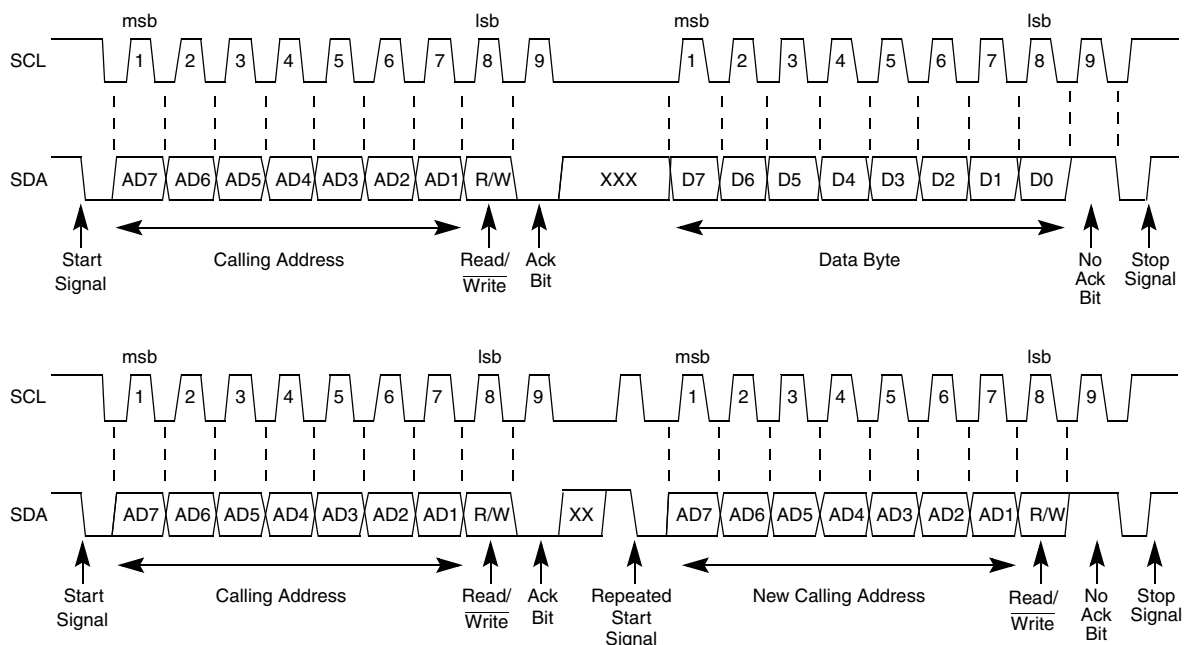 msb lsb msb lsb
SCL 1 2 3 4 5 6 7 8 9 1 2 3 4 5 6 7 8 9
SDA AD7 AD6 AD5 AD4 AD3 AD2 AD1 R/W XXX D7 D6 D5 D4 D3 D2 D1 D0
Start Signal
Calling Address
Read/ Write
Ack Bit
Data Byte
No Ack Bit
Stop Signal
msb lsb msb lsb
SCL 1 2 3 4 5 6 7 8 9 1 2 3 4 5 6 7 8 9
SDA AD7 AD6 AD5 AD4 AD3 AD2 AD1 R/W XX AD7 AD6 AD5 AD4 AD3 AD2 AD1 R/W
Start Signal
Calling Address
Read/ Write
Ack Bit
Repeated Start Signal
New Calling Address
Read/ Write
No Ack Bit
Stop Signal